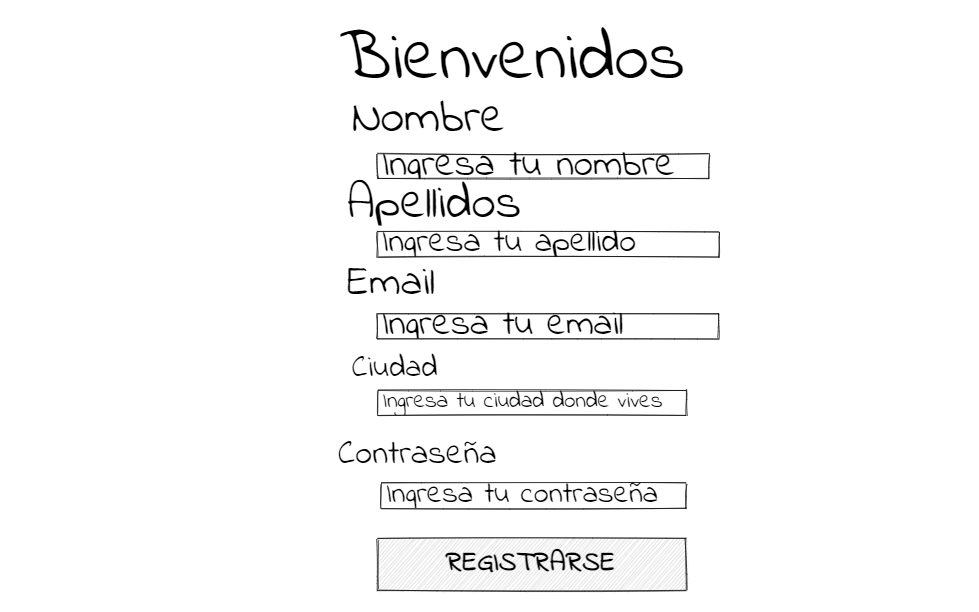 Bienvenidos
Nombre
Ingresa tu nombre
Apellidos
Ingresa tu apellido
Email
Ingresa tu email
Ciudad
Ingresa tu ciudad donde vives
Contraseña
Ingresa tu contraseña
REGISTRARSE